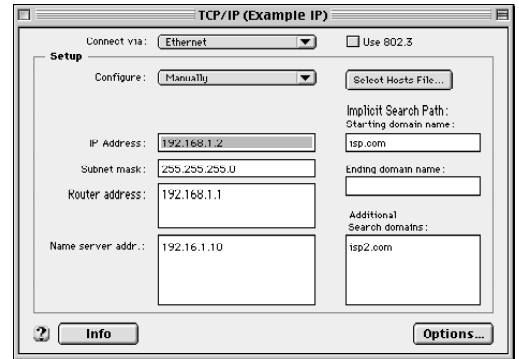 TCP/IP (Example IP)
Connect via: Ethernet
Use 802.3
Setup
Configure: Manually
Select Hosts File...
Implicit Search Path:
Starting domain name:
IP Address: 192.168.1.2
isp.com
Subnet mask: 255.255.255.0
Ending domain name:
Router address: 192.168.1.1
Additional
Search domains:
Name server addr.: 192.16.1.10
isp2.com
?
Info
Options...